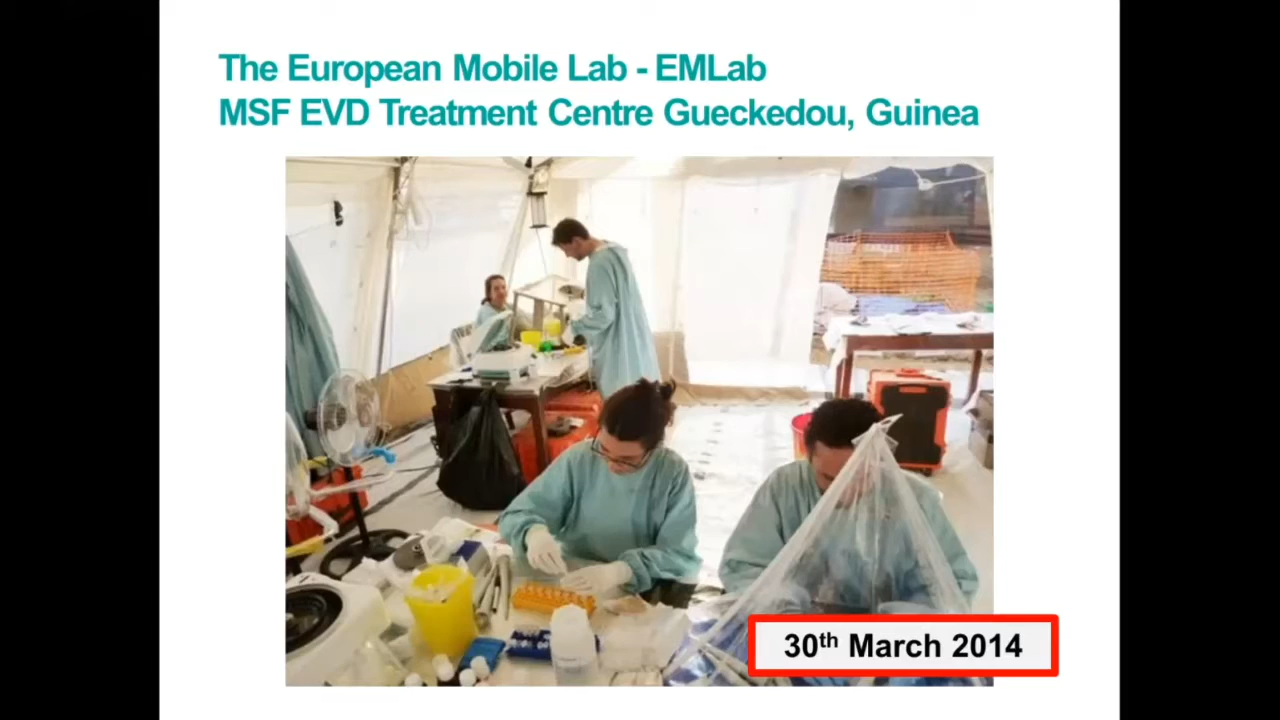 The European Mobile Lab - EMLab
MSF EVD Treatment Centre Gueckedou, Guinea
30th March 2014